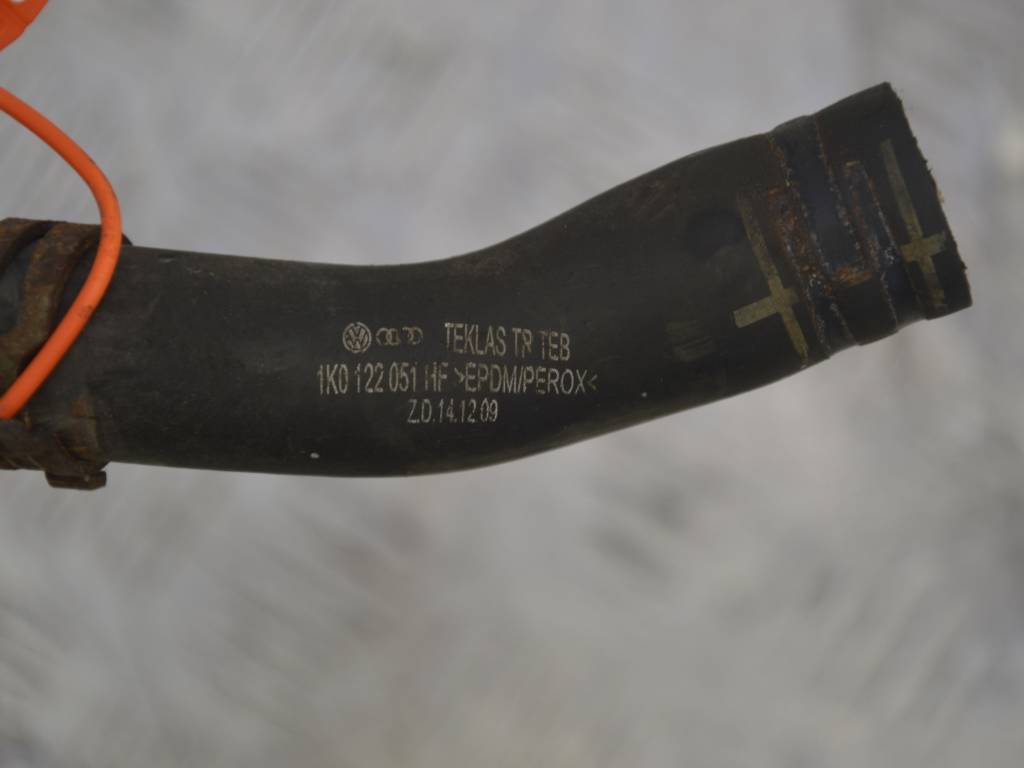 TEKLAS TR TEB
1K0 122 051 HF >EPDM/PEROX<
Z.D.14.12 09